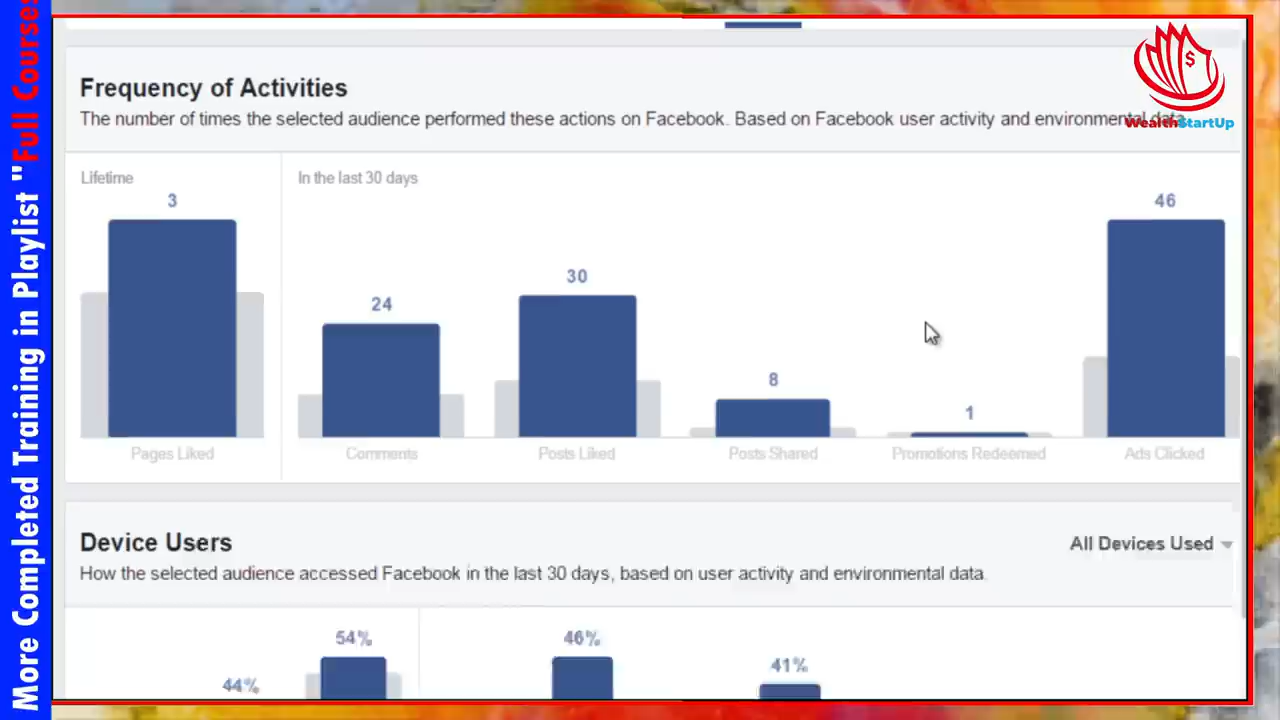 More Completed Training in Playlist "Full Courses
WealthStartUp
Frequency of Activities
The number of times the selected audience performed these actions on Facebook. Based on Facebook user activity and environmental data.
Lifetime
In the last 30 days
3
24
30
8
1
46
Pages Liked
Comments
Posts Liked
Posts Shared
Promotions Redeemed
Ads Clicked
Device Users
All Devices Used
How the selected audience accessed Facebook in the last 30 days, based on user activity and environmental data.
44%
54%
46%
41%